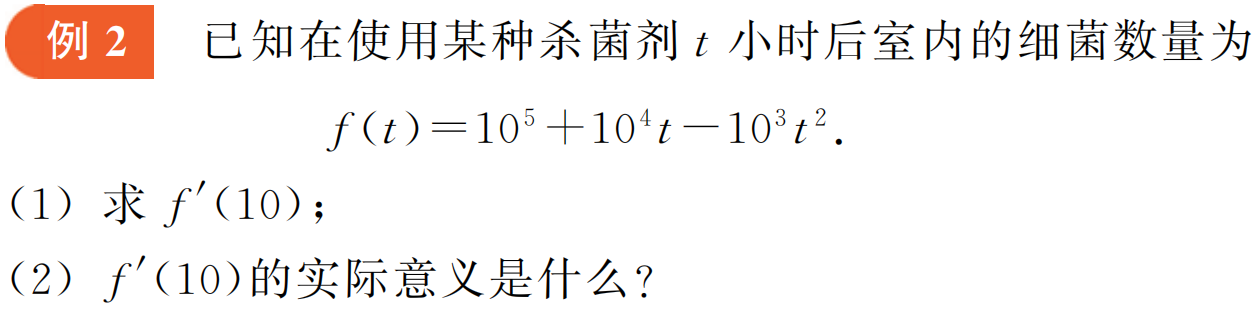 例 2 已知在使用某种杀菌剂 t 小时后室内的细菌数量为
f(t)=10⁵+10⁴t-10³t².
(1) 求 f′(10);
(2) f′(10)的实际意义是什么?